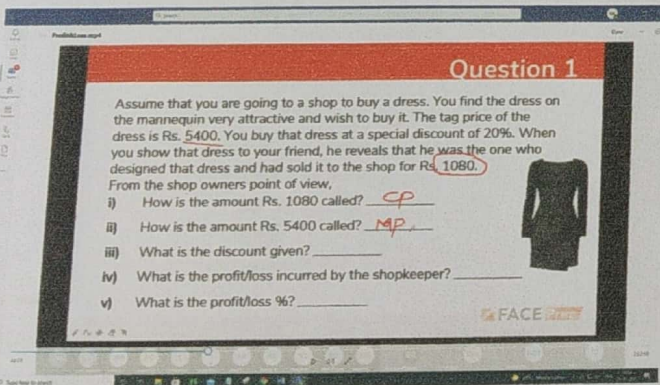 Question 1
Assume that you are going to a shop to buy a dress. You find the dress on
the mannequin very attractive and wish to buy it. The tag price of the
dress is Rs. 5400. You buy that dress at a special discount of 20%. When
you show that dress to your friend, he reveals that he was the one who
designed that dress and had sold it to the shop for Rs. 1080.
From the shop owners point of view,
i) How is the amount Rs. 1080 called? CP
ii) How is the amount Rs. 5400 called? MP
iii) What is the discount given?
iv) What is the profit/loss incurred by the shopkeeper?
v) What is the profit/loss %?
FACE